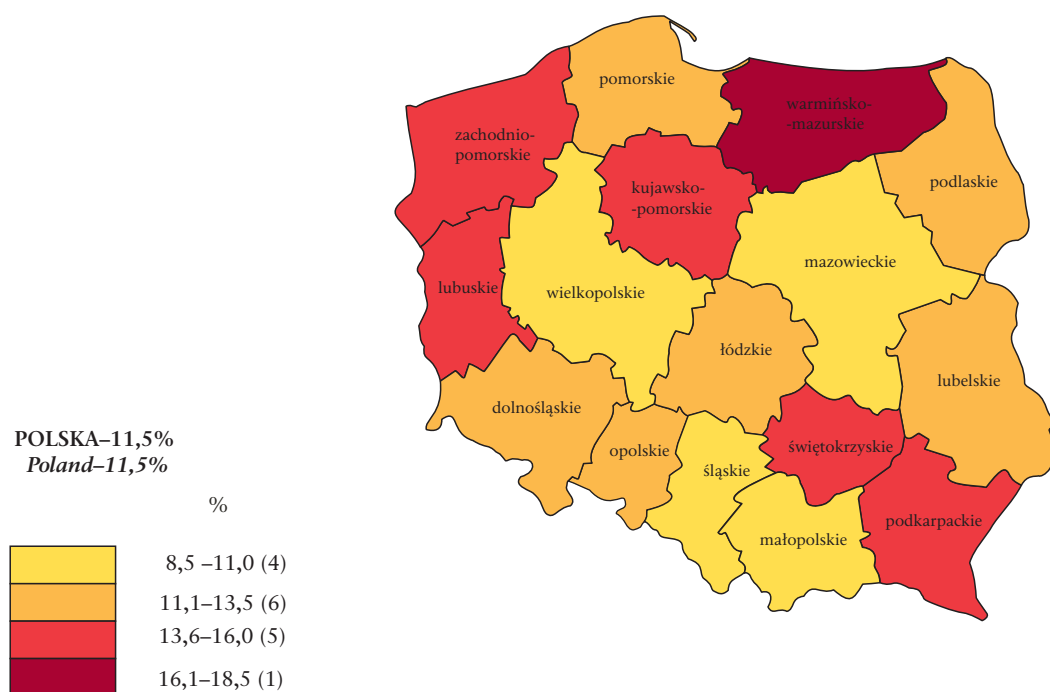 pomorskie
warmińsko-
-mazurskie
zachodnio-
pomorskie
podlaskie
kujawsko-
-pomorskie
mazowieckie
lubuskie
wielkopolskie
łódzkie
lubelskie
dolnośląskie
opolskie
śląskie
świętokrzyskie
podkarpackie
małopolskie
POLSKA–11,5%
Poland–11,5%
%
8,5 –11,0 (4)
11,1–13,5 (6)
13,6–16,0 (5)
16,1–18,5 (1)